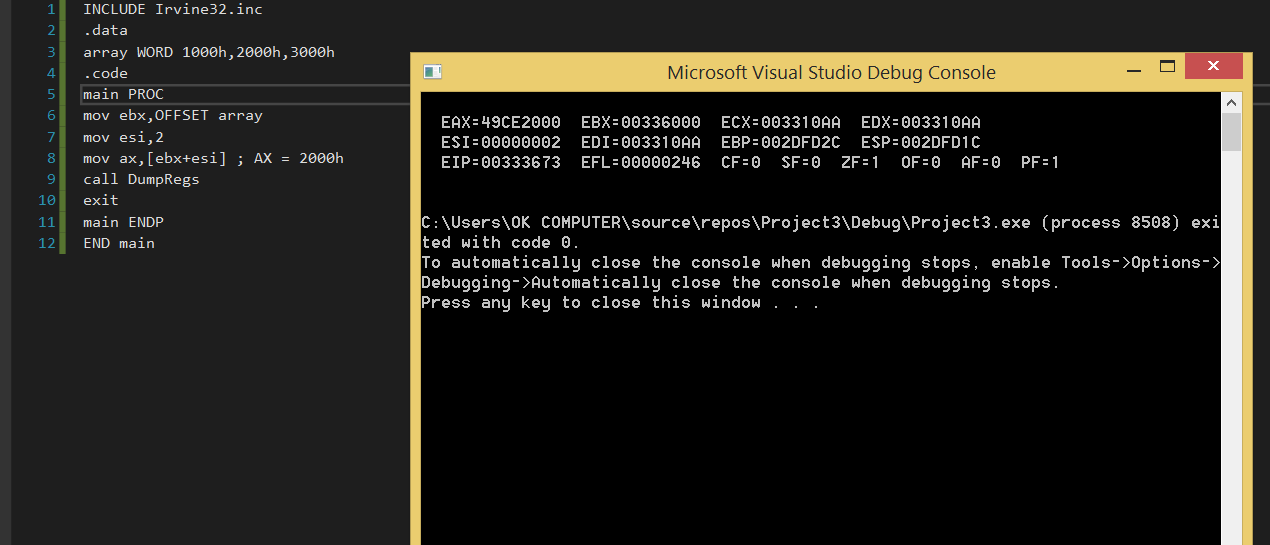 1 INCLUDE Irvine32.inc
2 .data
3 array WORD 1000h,2000h,3000h
4 .code
5 main PROC
6 mov ebx,OFFSET array
7 mov esi,2
8 mov ax,[ebx+esi] ; AX = 2000h
9 call DumpRegs
10 exit
11 main ENDP
12 END main
Microsoft Visual Studio Debug Console
EAX=49CE2000 EBX=00336000 ECX=003310AA EDX=003310AA
ESI=00000002 EDI=003310AA EBP=002DFD2C ESP=002DFD1C
EIP=00333673 EFL=00000246 CF=0 SF=0 ZF=1 OF=0 AF=0 PF=1
C:\Users\OK COMPUTER\source\repos\Project3\Debug\Project3.exe (process 8508) exi
ted with code 0.
To automatically close the console when debugging stops, enable Tools->Options->
Debugging->Automatically close the console when debugging stops.
Press any key to close this window . . .